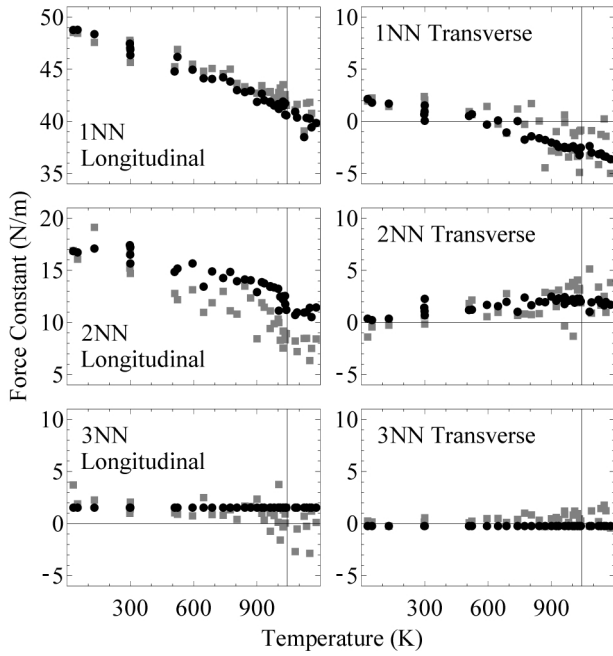 50
45
40
35
1NN
Longitudinal
10
5
0
−5
1NN Transverse
Force Constant (N/m)
20
15
10
5
2NN
Longitudinal
10
5
0
−5
2NN Transverse
10
5
0
−5
3NN
Longitudinal
300
600
900
10
5
0
−5
3NN Transverse
300
600
900
Temperature (K)